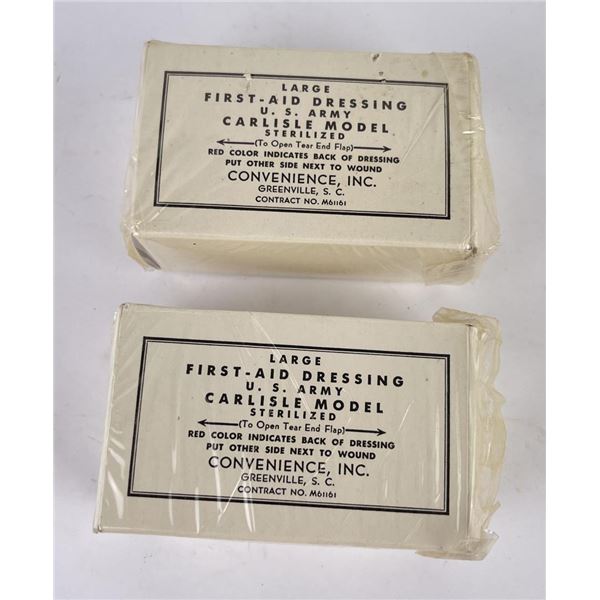 LARGE
FIRST-AID DRESSING
U. S. ARMY
CARLISLE MODEL
STERILIZED
(To Open Tear End Flap)
RED COLOR INDICATES BACK OF DRESSING
PUT OTHER SIDE NEXT TO WOUND
CONVENIENCE, INC.
GREENVILLE, S. C.
CONTRACT NO. M61161
LARGE
FIRST-AID DRESSING
U. S. ARMY
CARLISLE MODEL
STERILIZED
(To Open Tear End Flap)
RED COLOR INDICATES BACK OF DRESSING
PUT OTHER SIDE NEXT TO WOUND
CONVENIENCE, INC.
GREENVILLE, S. C.
CONTRACT NO. M61161